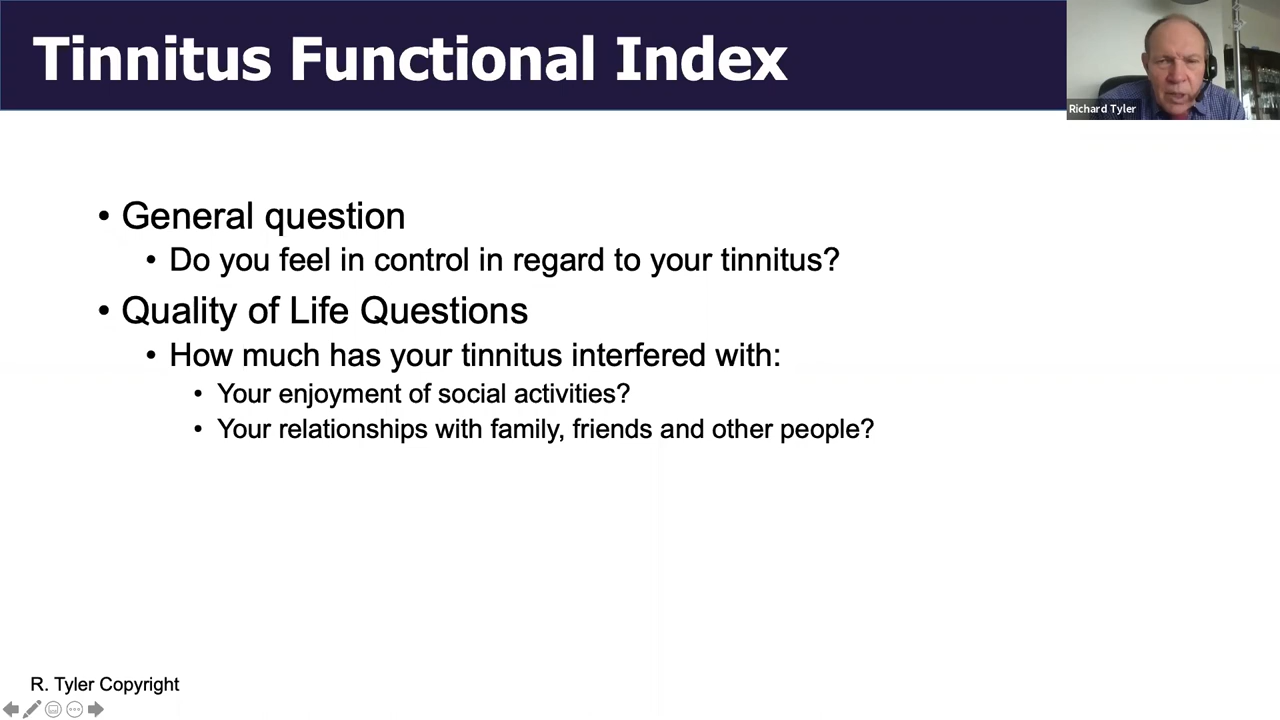 Tinnitus Functional Index
Richard Tyler
• General question
• Do you feel in control in regard to your tinnitus?
• Quality of Life Questions
• How much has your tinnitus interfered with:
• Your enjoyment of social activities?
• Your relationships with family, friends and other people?
R. Tyler Copyright